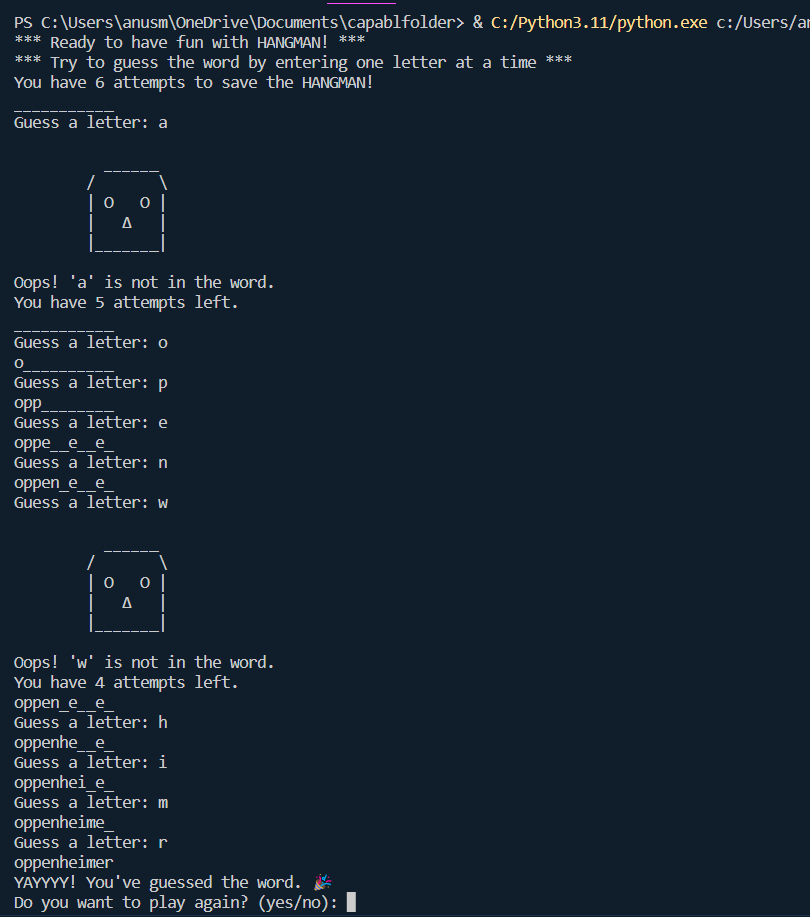 PS C:\Users\anusm\OneDrive\Documents\capablfolder> & C:/Python3.11/python.exe c:/Users/ar
*** Ready to have fun with HANGMAN! ***
*** Try to guess the word by entering one letter at a time ***
You have 6 attempts to save the HANGMAN!
___________
Guess a letter: a
          ______
        /       \
        | O   O |
        |   Δ   |
        |_______|
Oops! 'a' is not in the word.
You have 5 attempts left.
___________
Guess a letter: o
o__________
Guess a letter: p
opp________
Guess a letter: e
oppe__e__e_
Guess a letter: n
oppen_e__e_
Guess a letter: w
          ______
        /       \
        | O   O |
        |   Δ   |
        |_______|
Oops! 'w' is not in the word.
You have 4 attempts left.
oppen_e__e_
Guess a letter: h
oppenhe__e_
Guess a letter: i
oppenhei_e_
Guess a letter: m
oppenheime_
Guess a letter: r
oppenheimer
YAYYYY! You've guessed the word. 🎉
Do you want to play again? (yes/no):